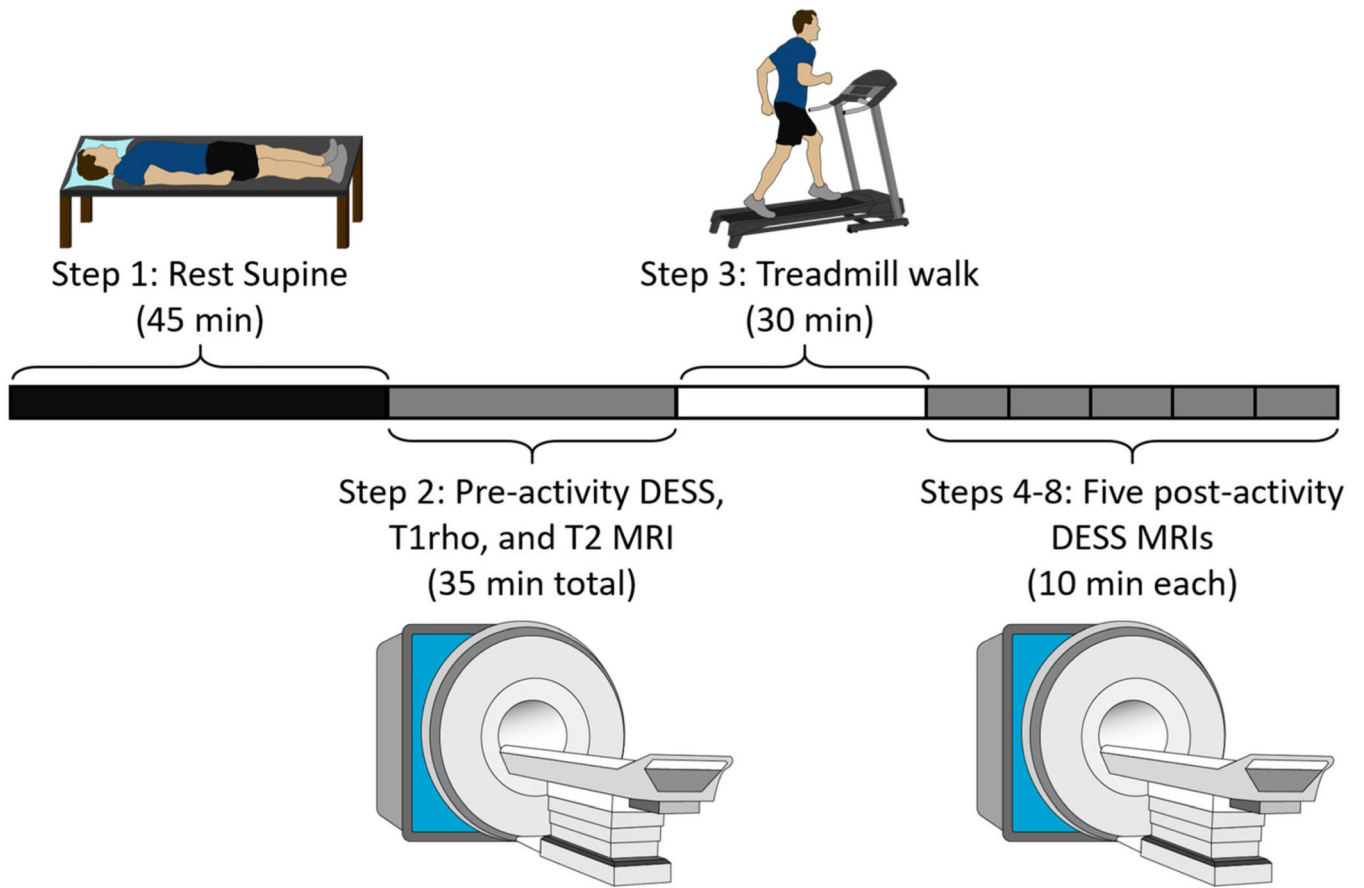 Step 1: Rest Supine
(45 min)
Step 3: Treadmill walk
(30 min)
Step 2: Pre-activity DESS,
T1rho, and T2 MRI
(35 min total)
Steps 4-8: Five post-activity
DESS MRIs
(10 min each)